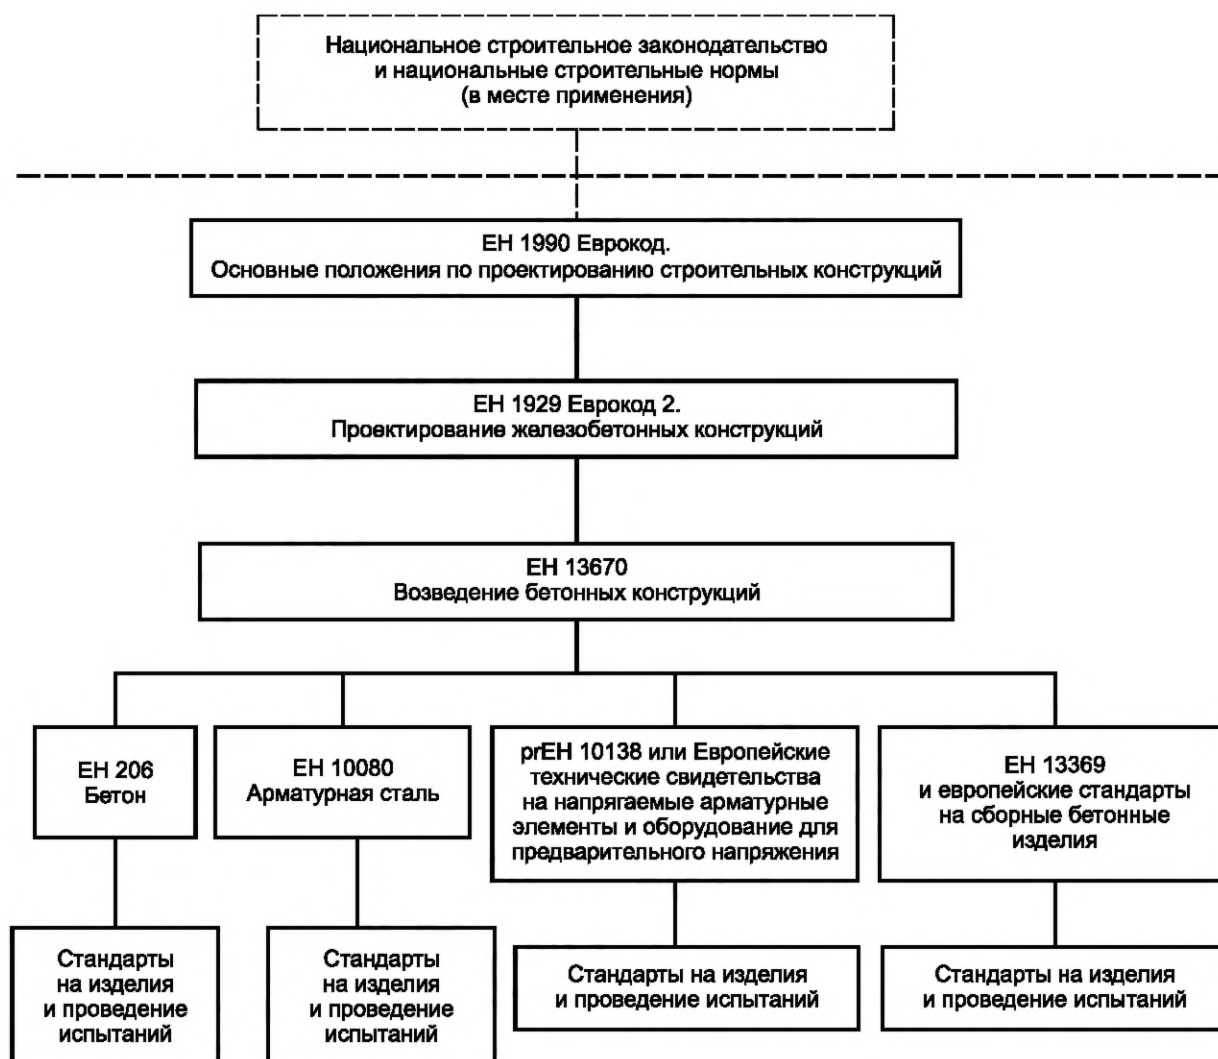 Национальное строительное законодательство
и национальные строительные нормы
(в месте применения)
ЕН 1990 Еврокод.
Основные положения по проектированию строительных конструкций
ЕН 1929 Еврокод 2.
Проектирование железобетонных конструкций
ЕН 13670
Возведение бетонных конструкций
ЕН 206
Бетон
ЕН 10080
Арматурная сталь
prЕН 10138 или Европейские
технические свидетельства
на напрягаемые арматурные
элементы и оборудование для
предварительного напряжения
ЕН 13369
и европейские стандарты
на сборные бетонные
изделия
Стандарты
на изделия
и проведение
испытаний
Стандарты
на изделия
и проведение
испытаний
Стандарты на изделия
и проведение испытаний
Стандарты на изделия
и проведение испытаний